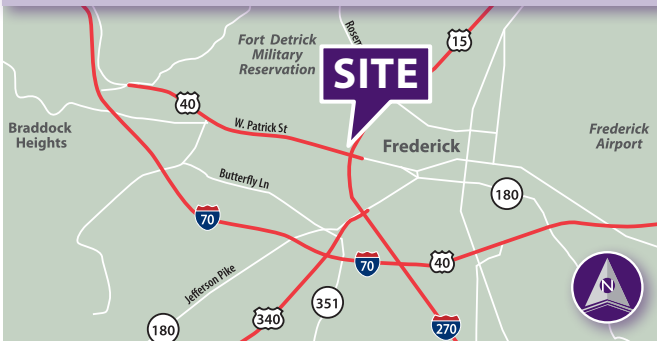 Fort Detrick
Military
Reservation
Rosem
15
SITE
40
W. Patrick St
Braddock
Heights
Frederick
Frederick
Airport
Butterfly Ln
180
70
70
40
Jefferson Pike
N
351
340
180
270